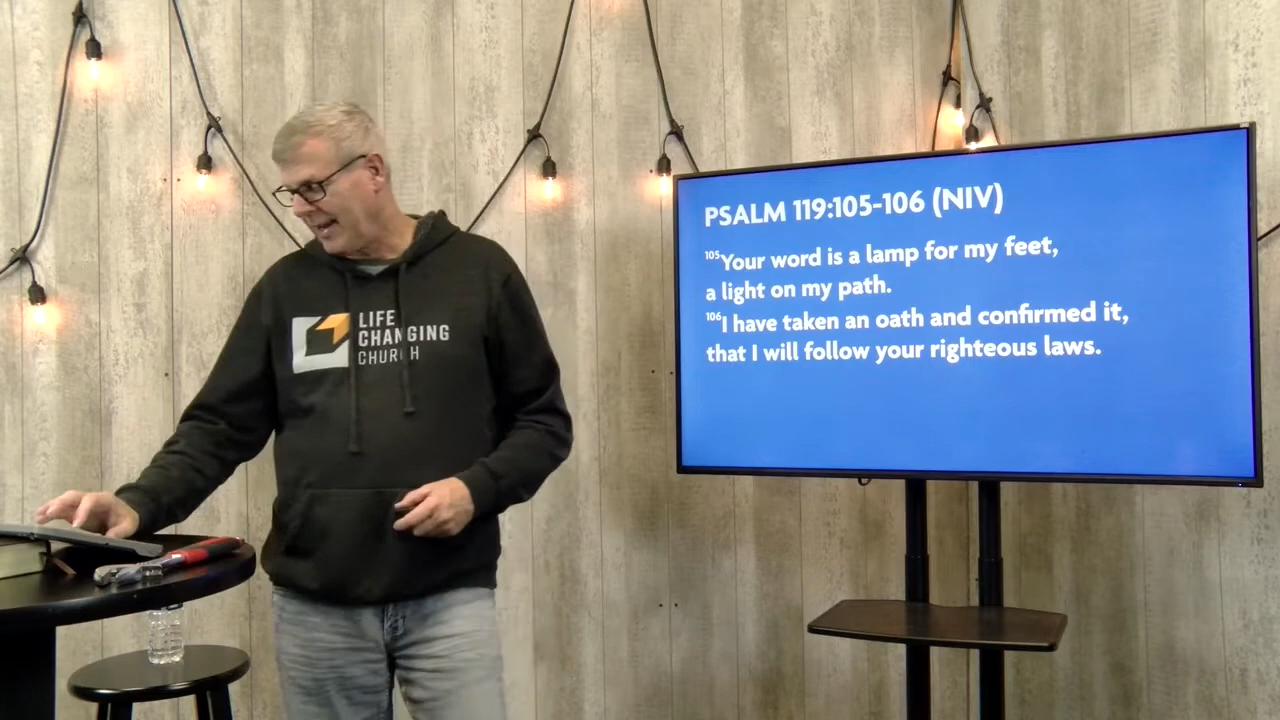 LIFE
CHANGING
CHURCH
PSALM 119:105-106 (NIV)
105Your word is a lamp for my feet,
a light on my path.
106I have taken an oath and confirmed it,
that I will follow your righteous laws.